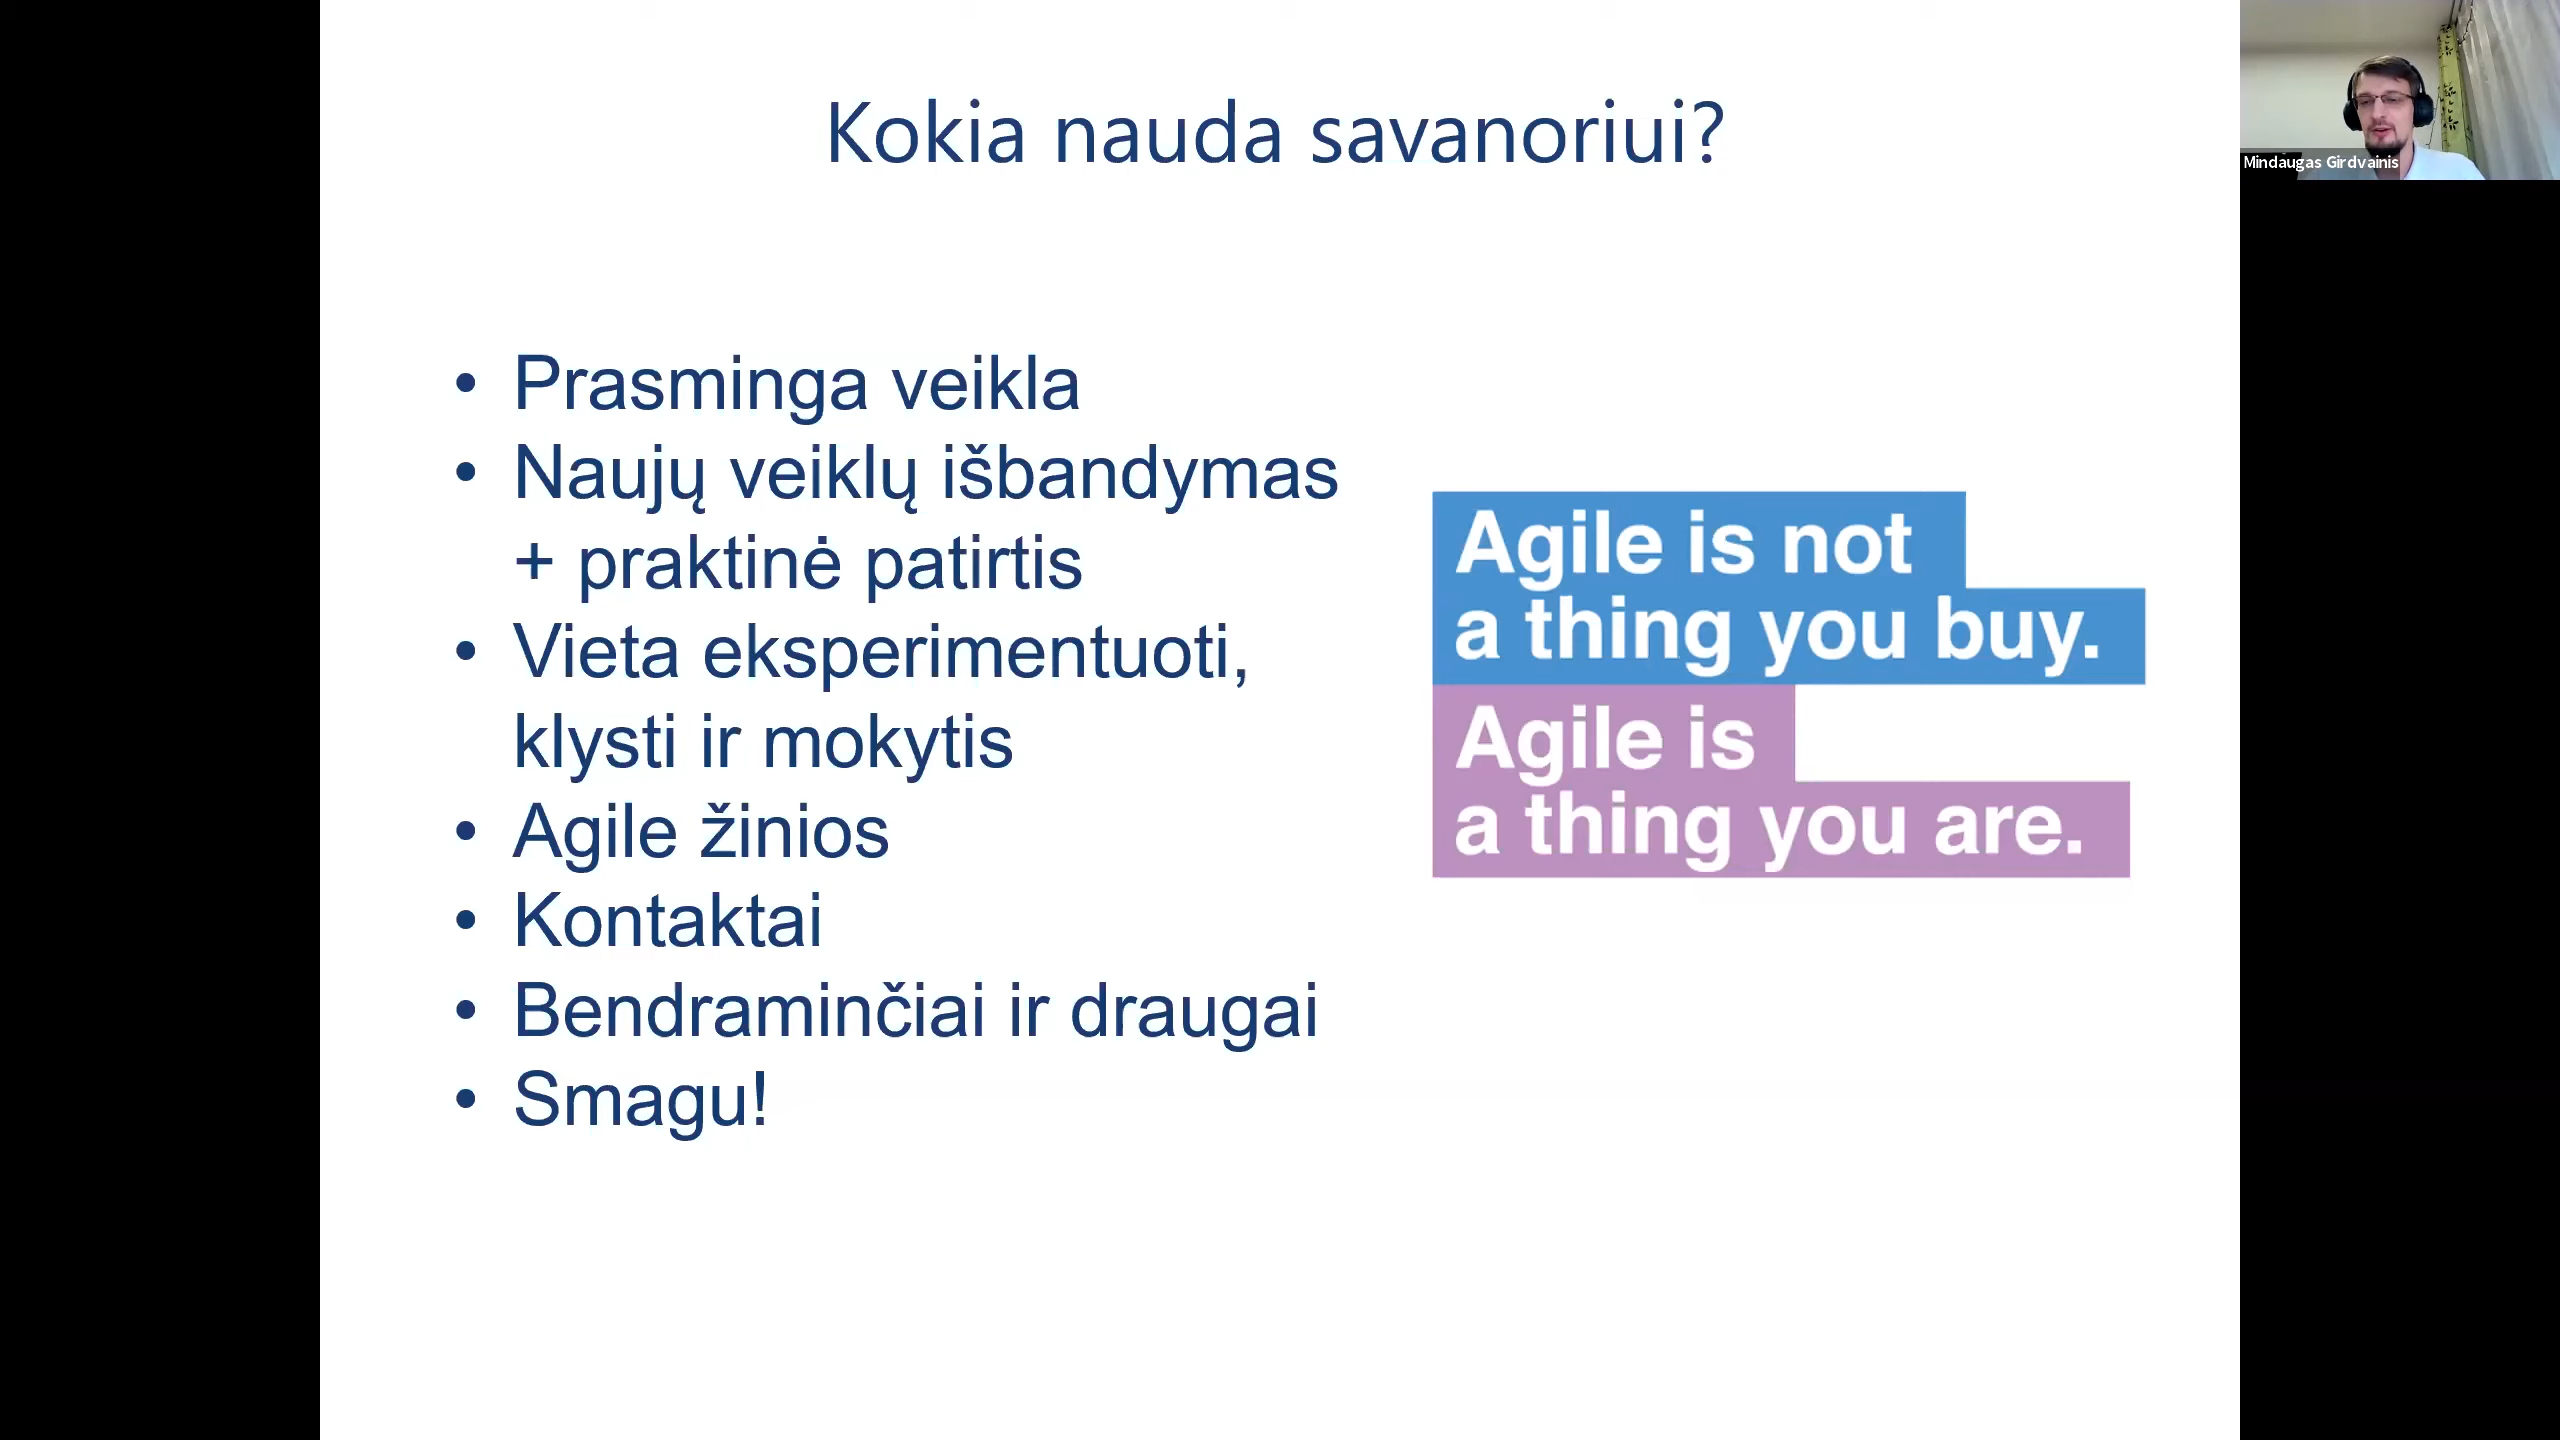 Kokia nauda savanoriui?
Mindaugas Girdvainis
• Prasminga veikla
• Naujų veiklų išbandymas
+ praktinė patirtis
• Vieta eksperimentuoti,
klysti ir mokytis
• Agile žinios
• Kontaktai
• Bendraminčiai ir draugai
• Smagu!
Agile is not
a thing you buy.
Agile is
a thing you are.